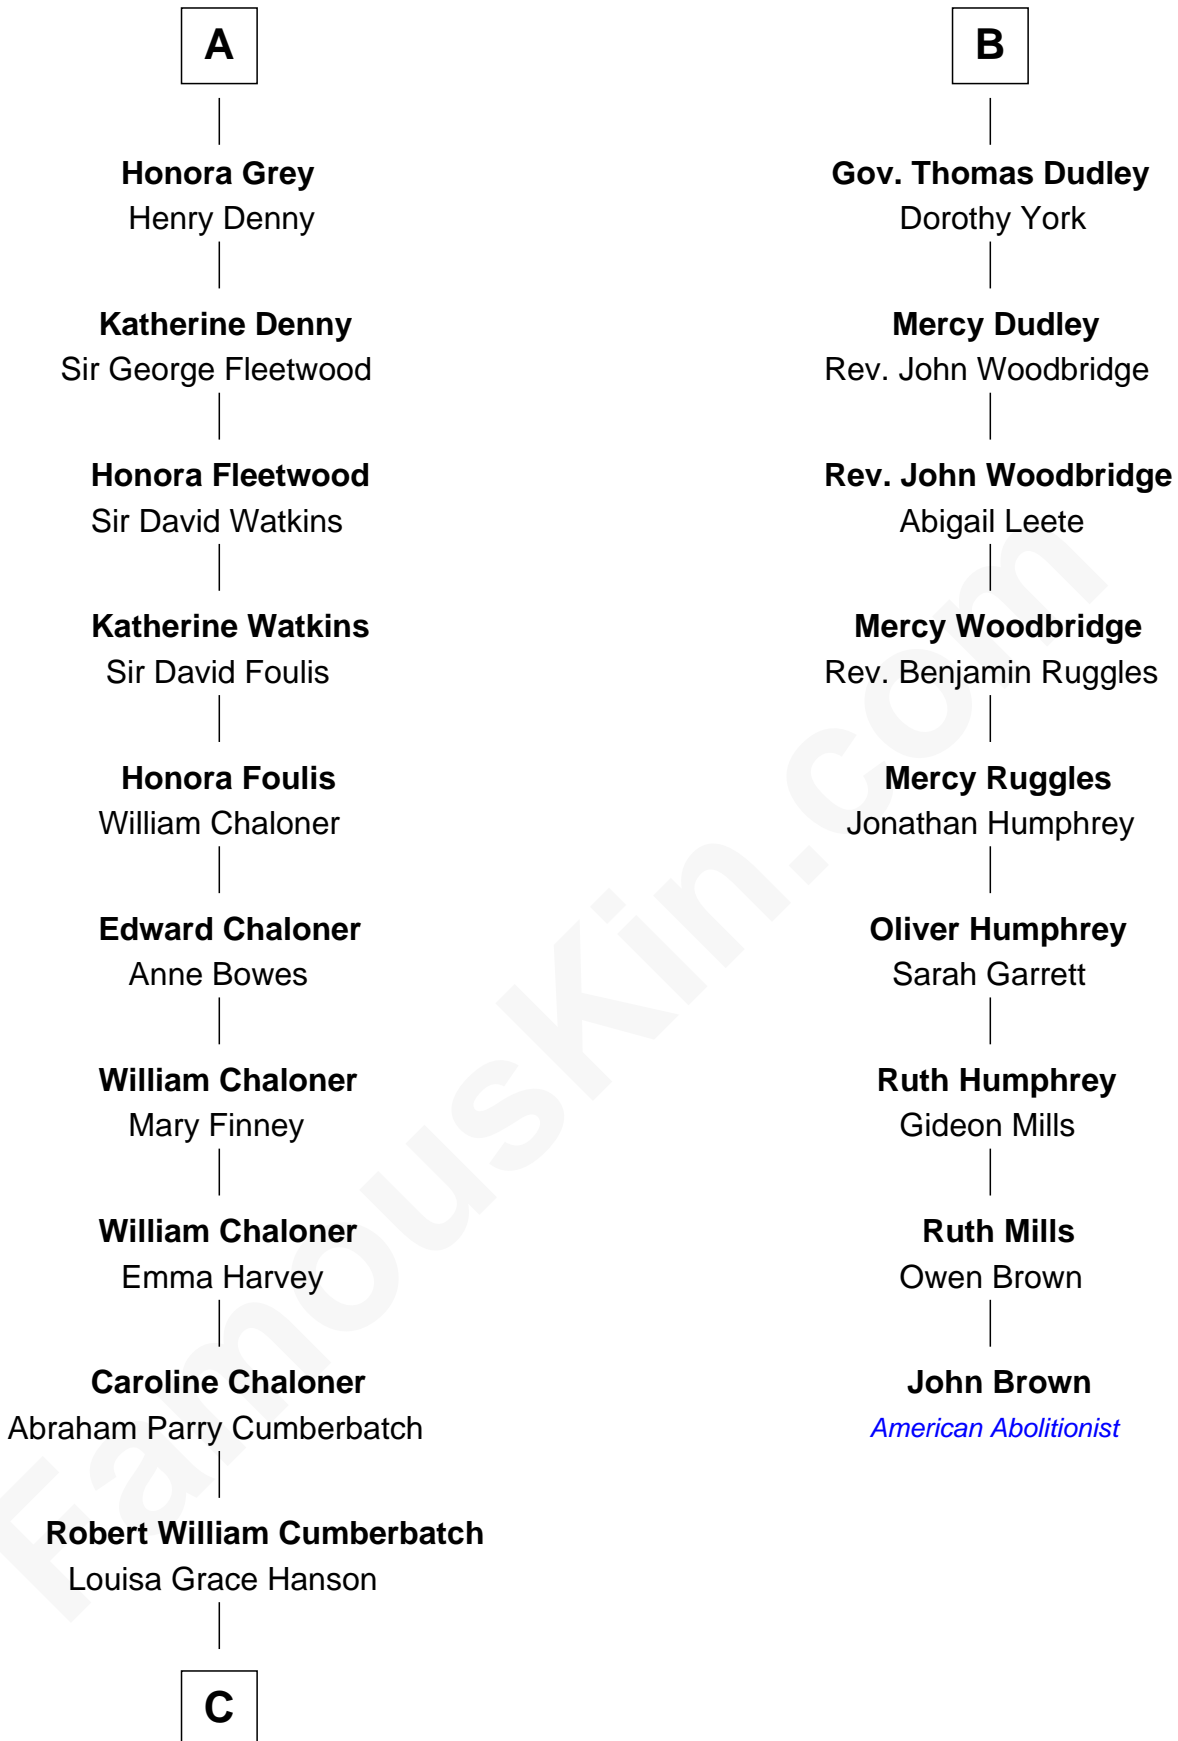 A
Honora Grey
Henry Denny
Katherine Denny
Sir George Fleetwood
Honora Fleetwood
Sir David Watkins
Katherine Watkins
Sir David Foulis
Honora Foulis
William Chaloner
Edward Chaloner
Anne Bowes
William Chaloner
Mary Finney
William Chaloner
Emma Harvey
Caroline Chaloner
Abraham Parry Cumberbatch
Robert William Cumberbatch
Louisa Grace Hanson
C
B
Gov. Thomas Dudley
Dorothy York
Mercy Dudley
Rev. John Woodbridge
Rev. John Woodbridge
Abigail Leete
Mercy Woodbridge
Rev. Benjamin Ruggles
Mercy Ruggles
Jonathan Humphrey
Oliver Humphrey
Sarah Garrett
Ruth Humphrey
Gideon Mills
Ruth Mills
Owen Brown
John Brown
American Abolitionist
FamousKin.com